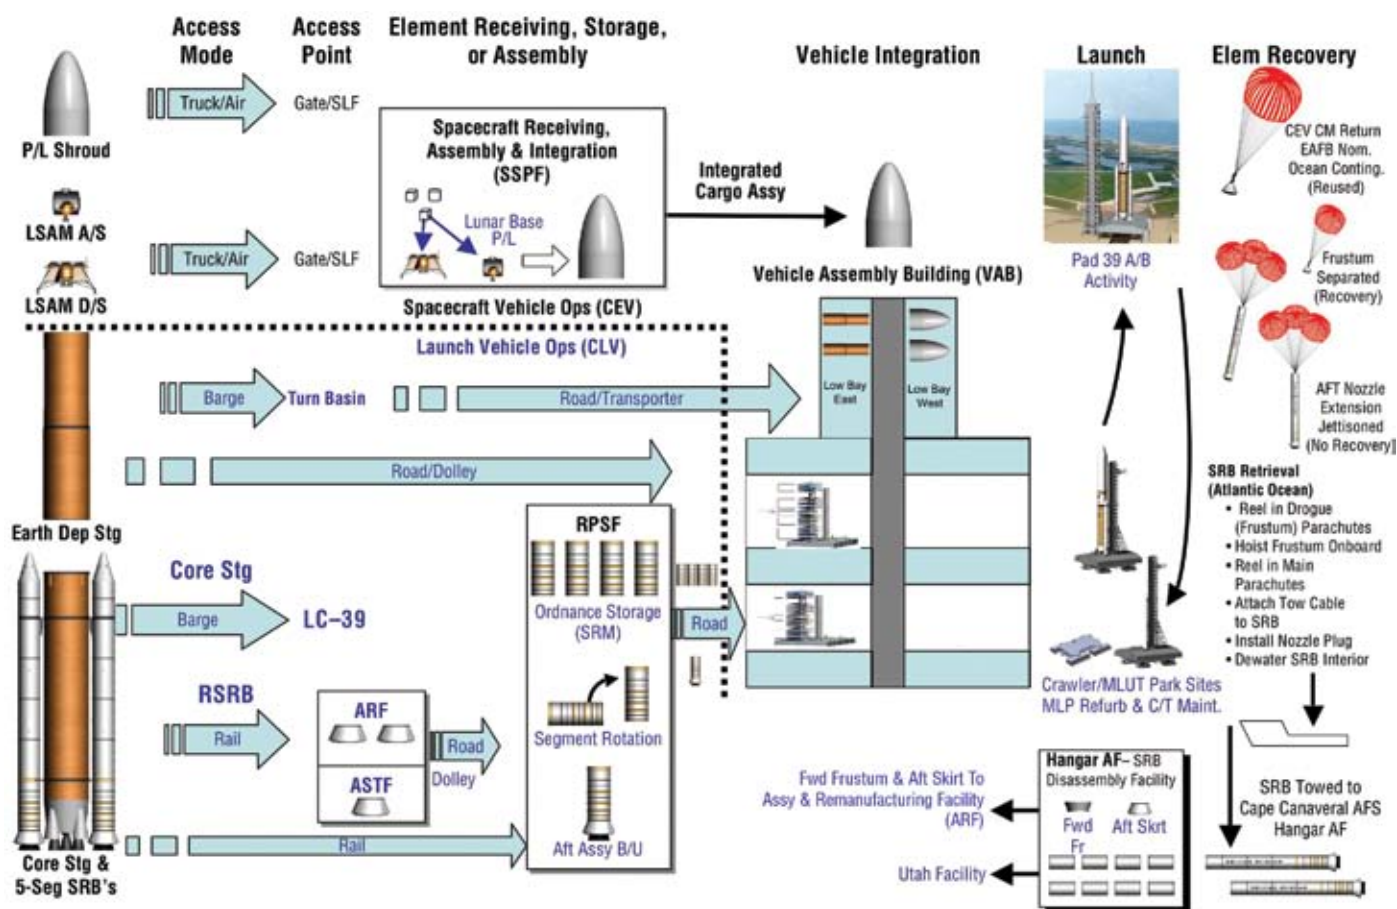 Access
Mode
Access
Point
Element Receiving, Storage,
or Assembly
Vehicle Integration
Launch
Elem Recovery
P/L Shroud
Truck/Air
Gate/SLF
LSAM A/S
LSAM D/S
Truck/Air
Gate/SLF
Spacecraft Receiving,
Assembly & Integration
(SSPF)
Lunar Base
P/L
Integrated
Cargo Assy
Spacecraft Vehicle Ops (CEV)
Launch Vehicle Ops (CLV)
Vehicle Assembly Building (VAB)
Low Bay
East
Low Bay
West
Pad 39 A/B
Activity
CEV CM Return
EAFB Nom.
Ocean Conting.
(Reused)
Frustum
Separated
(Recovery)
AFT Nozzle
Extension
Jettisoned
(No Recovery]
Barge
Turn Basin
Road/Transporter
Road/Dolley
Earth Dep Stg
Core Stg
Barge
LC–39
RSRB
Rail
ARF
ASTF
Road
Dolley
Rail
Core Stg &
5-Seg SRB's
RPSF
Ordnance Storage
(SRM)
Segment Rotation
Aft Assy B/U
Road
SRB Retrieval
(Atlantic Ocean)
• Reel in Drogue
(Frustum) Parachutes
• Hoist Frustum Onboard
• Reel in Main
Parachutes
• Attach Tow Cable
to SRB
• Install Nozzle Plug
• Dewater SRB Interior
Crawler/MLUT Park Sites
MLP Refurb & C/T Maint.
Hangar AF– SRB
Disassembly Facility
Fwd
Fr
Aft Skrt
Fwd Frustum & Aft Skirt To
Assy & Remanufacturing Facility
(ARF)
Utah Facility
SRB Towed to
Cape Canaveral AFS
Hangar AF